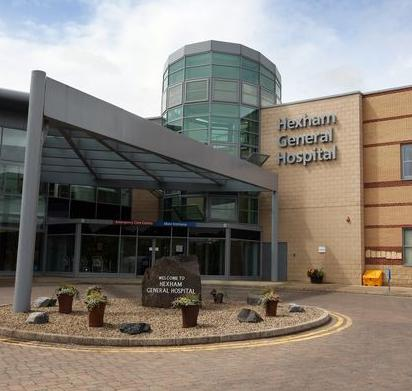 Hexham
General
Hospital
Emergency Care Centre
Main Entrance
WELCOME TO
HEXHAM
GENERAL HOSPITAL